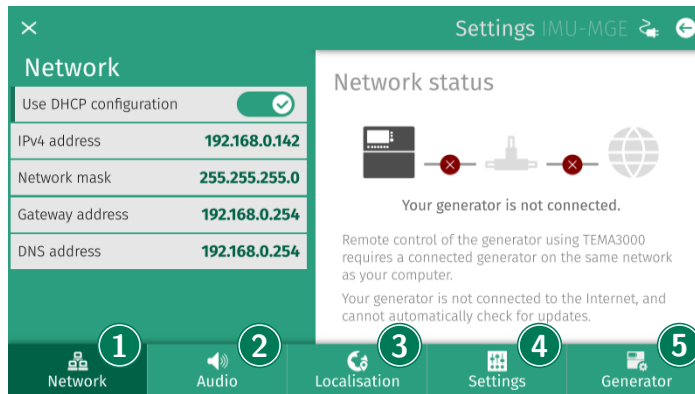 Settings IMU-MGE
Network
Use DHCP configuration
IPv4 address 192.168.0.142
Network mask 255.255.255.0
Gateway address 192.168.0.254
DNS address 192.168.0.254
Network status
Your generator is not connected.
Remote control of the generator using TEMA3000
requires a connected generator on the same network
as your computer.
Your generator is not connected to the Internet, and
cannot automatically check for updates.
1 2 3 4 5
Network Audio Localisation Settings Generator